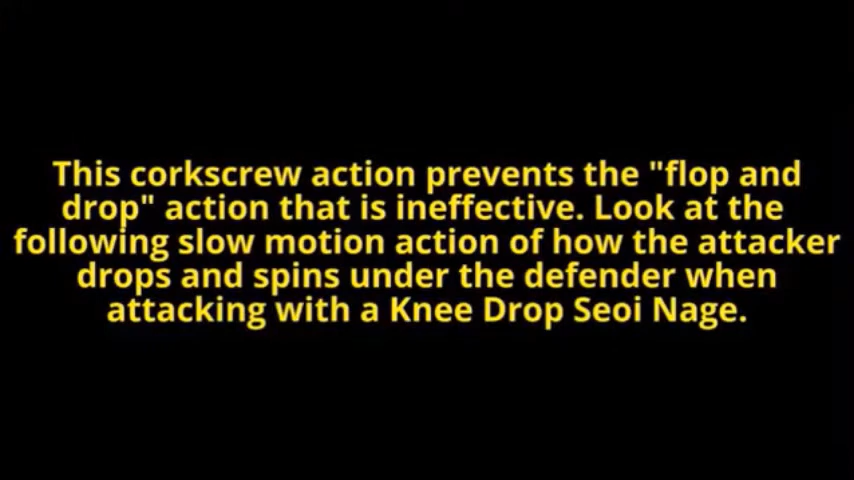 This corkscrew action prevents the "flop and
drop" action that is ineffective. Look at the
following slow motion action of how the attacker
drops and spins under the defender when
attacking with a Knee Drop Seoi Nage.